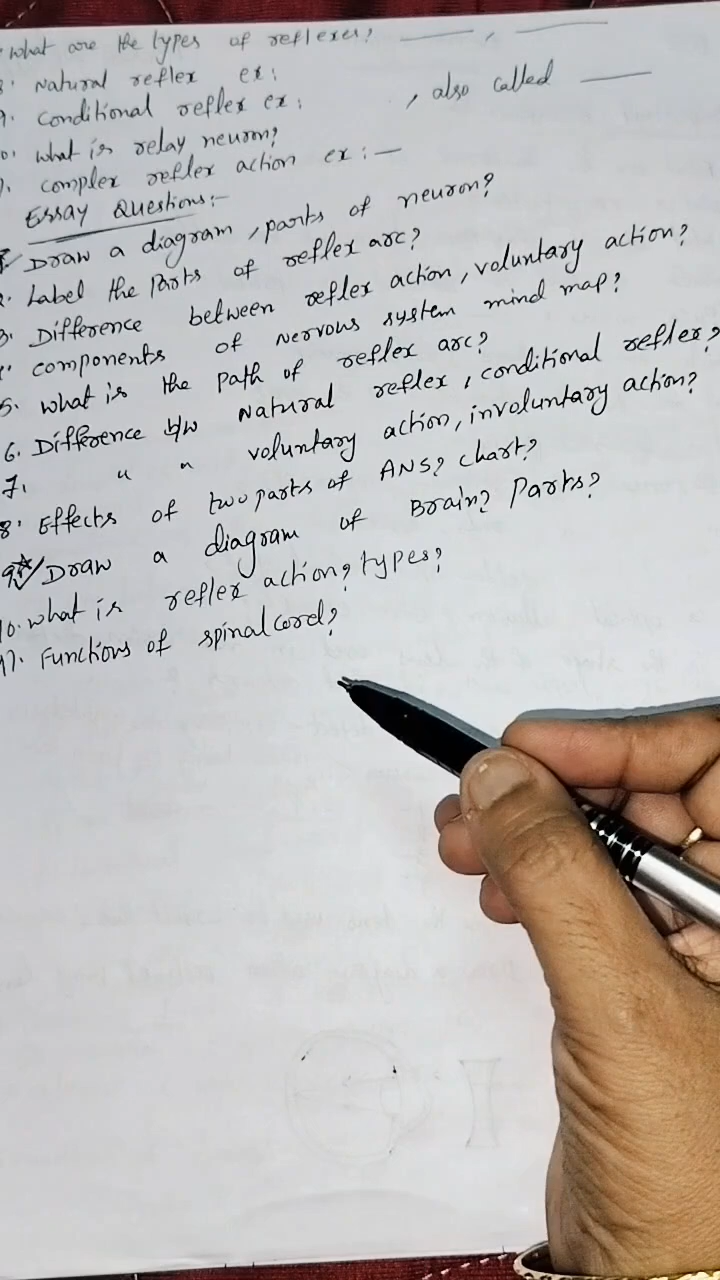 what are the types of reflexes? —— , ——
8. Natural reflex ex:
9. conditional reflex ex: , also called ——
0. what is relay neuron?
1). complex reflex action ex: —
Essay Questions:-
1. Draw a diagram, parts of neuron?
2. Label the parts of reflex arc?
3. Difference between reflex action, voluntary action?
4. components of nervous system mind map?
5. what is the path of reflex arc?
6. Difference b/w Natural reflex, conditional reflex?
7. " " voluntary action, involuntary action?
8. Effects of two parts of ANS? chart?
9. Draw a diagram of Brain? Parts?
10. what is reflex action? types?
11). Functions of spinal cord?